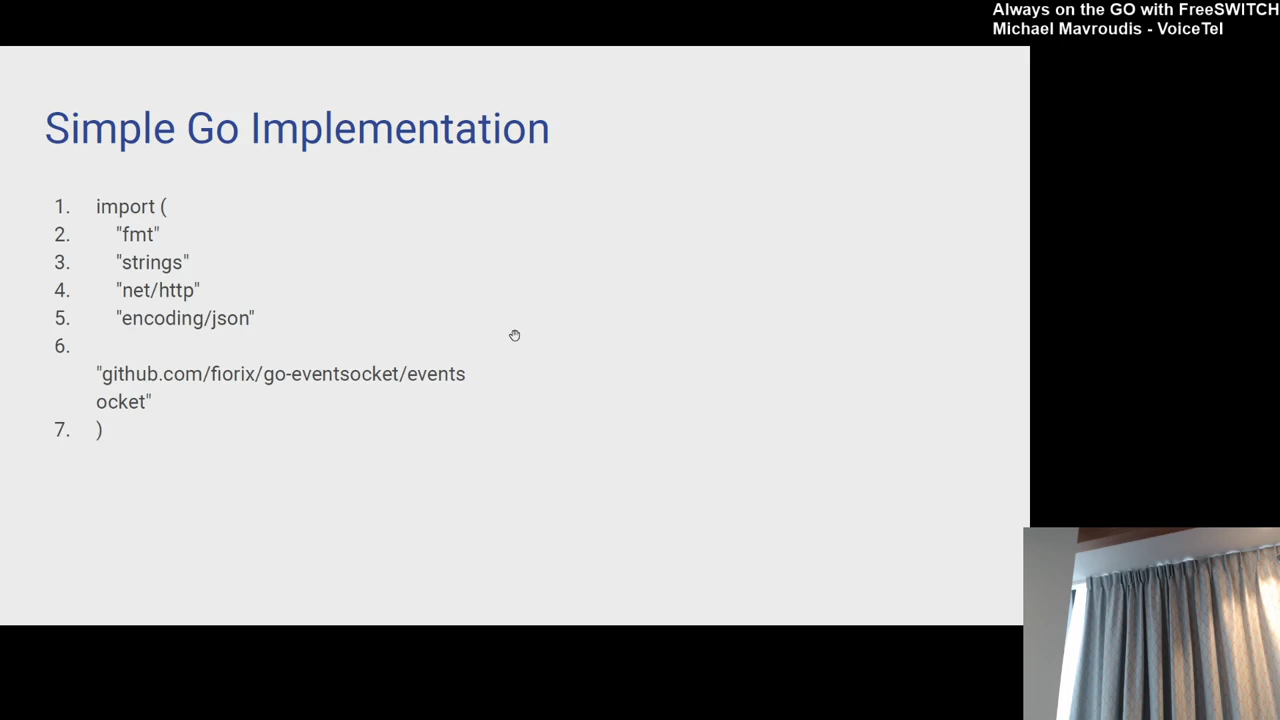 Always on the GO with FreeSWITCH
Michael Mavroudis - VoiceTel
Simple Go Implementation
1. import (
2. "fmt"
3. "strings"
4. "net/http"
5. "encoding/json"
6.
"github.com/fiorix/go-eventsocket/events
ocket"
7. )